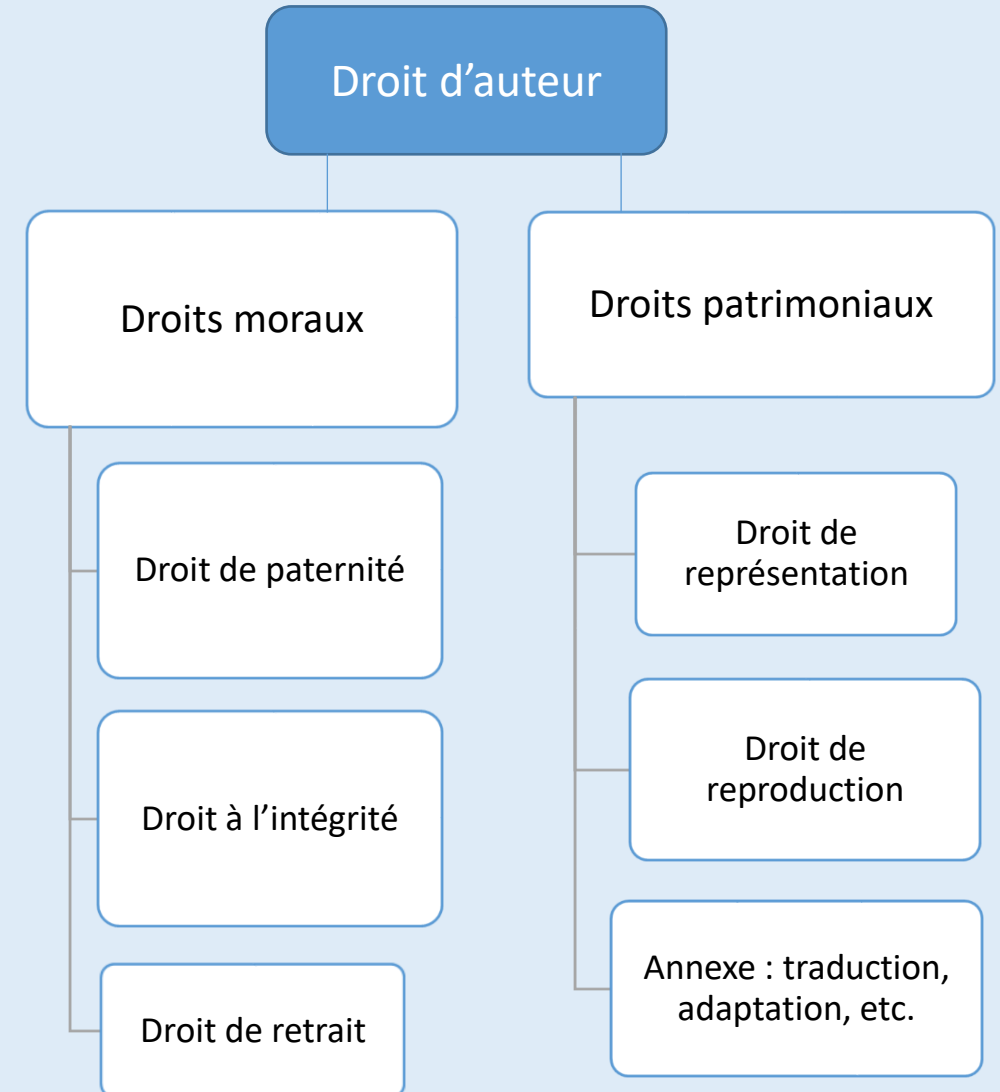 Droit d’auteur
Droits moraux
Droit de paternité
Droit à l’intégrité
Droit de retrait
Droits patrimoniaux
Droit de
représentation
Droit de
reproduction
Annexe : traduction,
adaptation, etc.